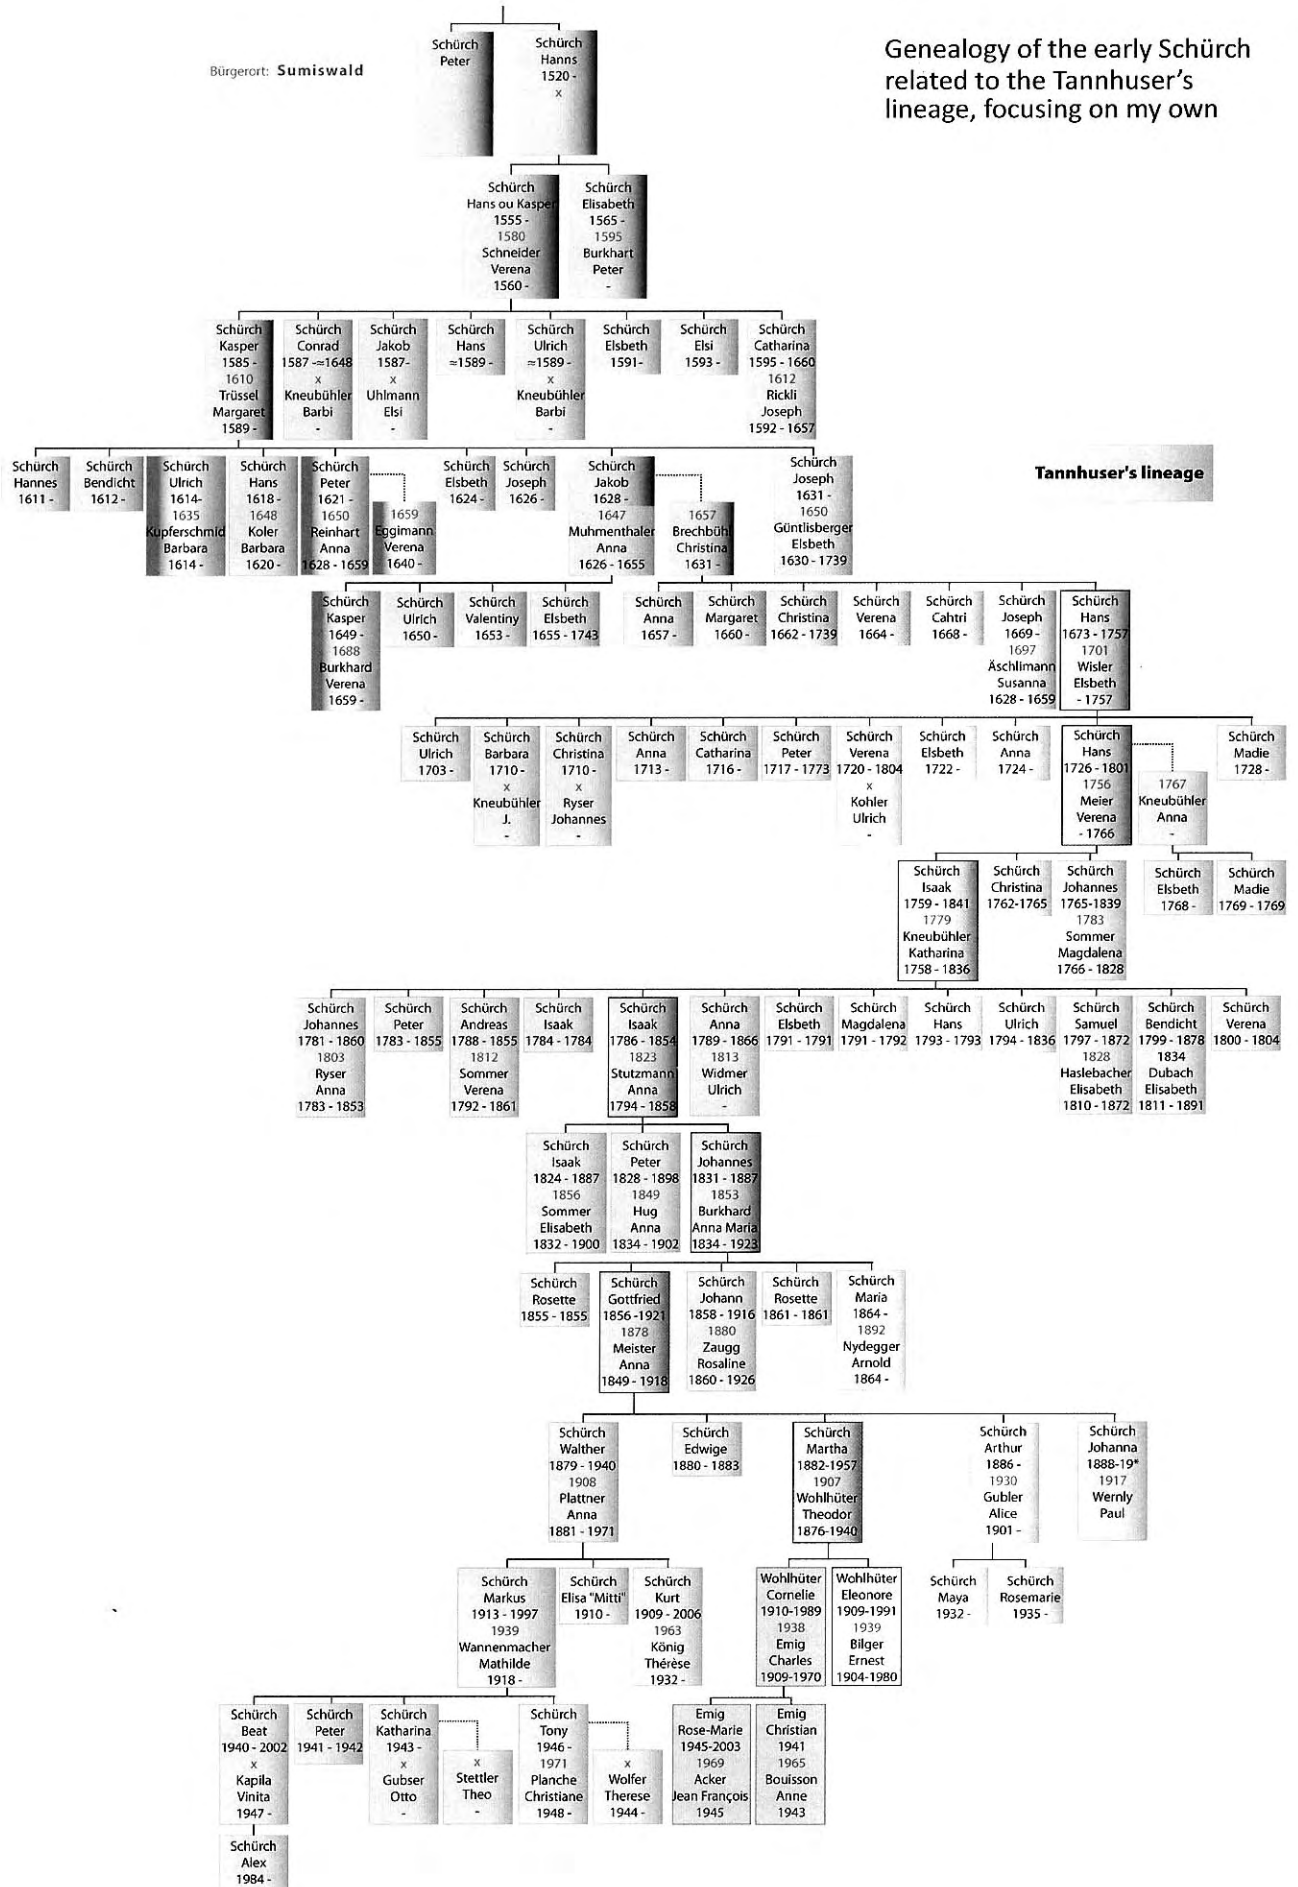 Genealogy of the early Schürch
related to the Tannhuser's
lineage, focusing on my own
Bürgerort: Sumiswald
Schürch
Peter
Schürch
Hanns
1520 -
x
Schürch
Hans ou Kasper
1555 -
1580
Schneider
Verena
1560 -
Schürch
Elisabeth
1565 -
1595
Burkhart
Peter
-
Schürch
Kasper
1585 -
1610
Trüssel
Margaret
1589 -
Schürch
Conrad
1587 -≈1648
x
Kneubühler
Barbi
-
Schürch
Jakob
1587-
x
Uhlmann
Elsi
-
Schürch
Hans
≈1589 -
Schürch
Ulrich
≈1589 -
x
Kneubühler
Barbi
-
Schürch
Elsbeth
1591-
Schürch
Elsi
1593 -
Schürch
Catharina
1595 - 1660
1612
Rickli
Joseph
1592 - 1657
Tannhuser's lineage
Schürch
Hannes
1611 -
Schürch
Bendicht
1612 -
Schürch
Ulrich
1614-
1635
Kupferschmid
Barbara
1614 -
Schürch
Hans
1618 -
1648
Koler
Barbara
1620 -
Schürch
Peter
1621 -
1650
Reinhart
Anna
1628 - 1659
1659
Eggimann
Verena
1640 -
Schürch
Elsbeth
1624 -
Schürch
Joseph
1626 -
Schürch
Jakob
1628 -
1647
Muhmenthaler
Anna
1626 - 1655
1657
Brechbühl
Christina
1631 -
Schürch
Joseph
1631 -
1650
Güntlisberger
Elsbeth
1630 - 1739
Schürch
Kasper
1649 -
1688
Burkhard
Verena
1659 -
Schürch
Ulrich
1650 -
Schürch
Valentiny
1653 -
Schürch
Elsbeth
1655 - 1743
Schürch
Anna
1657 -
Schürch
Margaret
1660 -
Schürch
Christina
1662 - 1739
Schürch
Verena
1664 -
Schürch
Cahtri
1668 -
Schürch
Joseph
1669 -
1697
Äschlimann
Susanna
1628 - 1659
Schürch
Hans
1673 - 1757
1701
Wisler
Elsbeth
- 1757
Schürch
Ulrich
1703 -
Schürch
Barbara
1710 -
x
Kneubühler
J.
-
Schürch
Christina
1710 -
x
Ryser
Johannes
-
Schürch
Anna
1713 -
Schürch
Catharina
1716 -
Schürch
Peter
1717 - 1773
Schürch
Verena
1720 - 1804
x
Kohler
Ulrich
-
Schürch
Elsbeth
1722 -
Schürch
Anna
1724 -
Schürch
Hans
1726 - 1801
1756
Meier
Verena
- 1766
1767
Kneubühler
Anna
-
Schürch
Madie
1728 -
Schürch
Isaak
1759 - 1841
1779
Kneubühler
Katharina
1758 - 1836
Schürch
Christina
1762-1765
Schürch
Johannes
1765-1839
1783
Sommer
Magdalena
1766 - 1828
Schürch
Elsbeth
1768 -
Schürch
Madie
1769 - 1769
Schürch
Johannes
1781 - 1860
1803
Ryser
Anna
1783 - 1853
Schürch
Peter
1783 - 1855
Schürch
Andreas
1788 - 1855
1812
Sommer
Verena
1792 - 1861
Schürch
Isaak
1784 - 1784
Schürch
Isaak
1786 - 1854
1823
Stutzmann
Anna
1794 - 1858
Schürch
Anna
1789 - 1866
1813
Widmer
Ulrich
-
Schürch
Elsbeth
1791 - 1791
Schürch
Magdalena
1791 - 1792
Schürch
Hans
1793 - 1793
Schürch
Ulrich
1794 - 1836
Schürch
Samuel
1797 - 1872
1828
Haslebacher
Elisabeth
1810 - 1872
Schürch
Bendicht
1799 - 1878
1834
Dubach
Elisabeth
1811 - 1891
Schürch
Verena
1800 - 1804
Schürch
Isaak
1824 - 1887
1856
Sommer
Elisabeth
1832 - 1900
Schürch
Peter
1828 - 1898
1849
Hug
Anna
1834 - 1902
Schürch
Johannes
1831 - 1887
1853
Burkhard
Anna Maria
1834 - 1923
Schürch
Rosette
1855 - 1855
Schürch
Gottfried
1856 -1921
1878
Meister
Anna
1849 - 1918
Schürch
Johann
1858 - 1916
1880
Zaugg
Rosaline
1860 - 1926
Schürch
Rosette
1861 - 1861
Schürch
Maria
1864 -
1892
Nydegger
Arnold
1864 -
Schürch
Walther
1879 - 1940
1908
Plattner
Anna
1881 - 1971
Schürch
Edwige
1880 - 1883
Schürch
Martha
1882-1957
1907
Wohlhüter
Theodor
1876-1940
Schürch
Arthur
1886 -
1930
Gubler
Alice
1901 -
Schürch
Johanna
1888-19*
1917
Wernly
Paul
Schürch
Markus
1913 - 1997
1939
Wannenmacher
Mathilde
1918 -
Schürch
Elisa "Mitti"
1910 -
Schürch
Kurt
1909 - 2006
1963
König
Thérèse
1932 -
Wohlhüter
Cornelie
1910-1989
1938
Emig
Charles
1909-1970
Wohlhüter
Eleonore
1909-1991
1939
Bilger
Ernest
1904-1980
Schürch
Maya
1932 -
Schürch
Rosemarie
1935 -
Schürch
Beat
1940 - 2002
x
Kapila
Vinita
1947 -
Schürch
Peter
1941 - 1942
Schürch
Katharina
1943 -
x
Gubser
Otto
-
x
Stettler
Theo
-
Schürch
Tony
1946 -
1971
Planche
Christiane
1948 -
x
Wolfer
Therese
1944 -
Emig
Rose-Marie
1945-2003
1969
Acker
Jean François
1945
Emig
Christian
1941
1965
Bouisson
Anne
1943
Schürch
Alex
1984 -